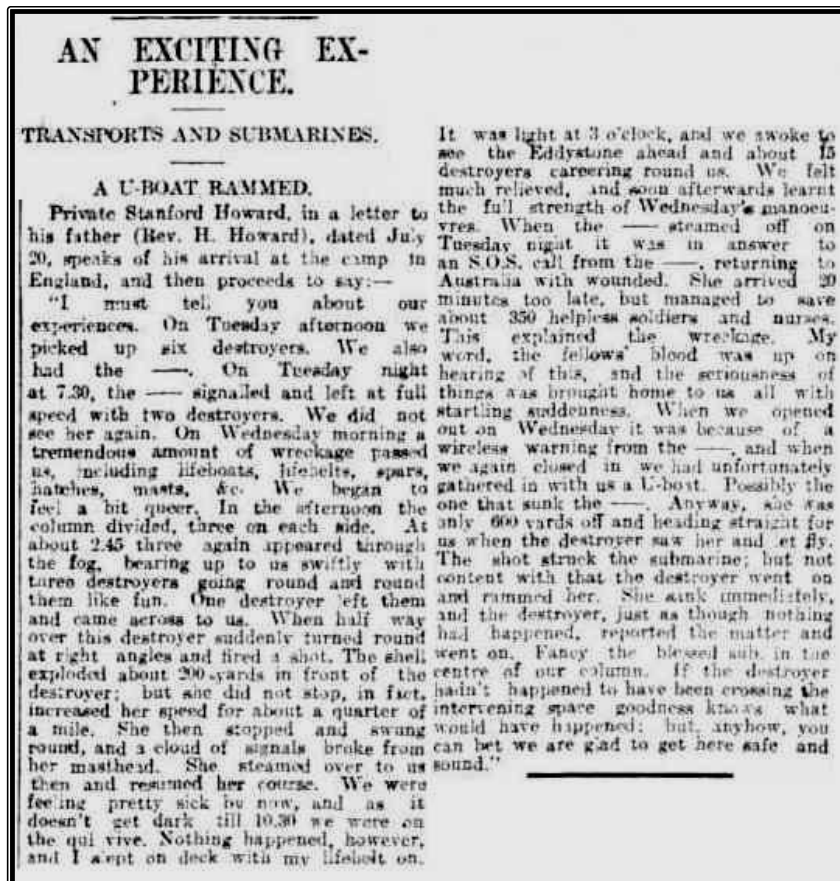 AN EXCITING EX-
PERIENCE.
TRANSPORTS AND SUBMARINES.
A U-BOAT RAMMED.
Private Stanford Howard, in a letter to
his father (Rev. H. Howard), dated July
20, speaks of his arrival at the camp in
England, and then proceeds to say:—
"I must tell you about our
experiences. On Tuesday afternoon we
picked up six destroyers. We also
had the ——. On Tuesday night
at 7.30, the —— signalled and left at full
speed with two destroyers. We did not
see her again. On Wednesday morning a
tremendous amount of wreckage passed
us, including lifeboats, lifebelts, spars,
hatches, masts, &c. We began to
feel a bit queer. In the afternoon the
column divided, three on each side. At
about 2.45 three again appeared through
the fog, bearing up to us swiftly with
three destroyers going round and round
them like fun. One destroyer left them
and came across to us. When half way
over this destroyer suddenly turned round
at right angles and fired a shot. The shell
exploded about 200 yards in front of the
destroyer; but she did not stop, in fact,
increased her speed for about a quarter of
a mile. She then stopped and swung
round, and a cloud of signals broke from
her masthead. She steamed over to us
then and resumed her course. We were
feeling pretty sick by now, and as it
doesn't get dark till 10.30 we were on
the qui vive. Nothing happened, however,
and I slept on deck with my lifebelt on.
It was light at 3 o'clock, and we awoke to
see the Eddystone ahead and about 15
destroyers careering round us. We felt
much relieved, and soon afterwards learnt
the full strength of Wednesday's manoeu-
vres. When the —— steamed off on
Tuesday night it was in answer to
an S.O.S. call from the ——, returning to
Australia with wounded. She arrived 20
minutes too late, but managed to save
about 350 helpless soldiers and nurses.
This explained the wreckage. My
word, the fellows' blood was up on
hearing of this, and the seriousness of
things was brought home to us all with
startling suddenness. When we opened
out on Wednesday it was because of a
wireless warning from the ——, and when
we again closed in we had unfortunately
gathered in with us a U-boat. Possibly the
one that sunk the ——. Anyway, she was
only 600 yards off and heading straight for
us when the destroyer saw her and let fly.
The shot struck the submarine; but not
content with that the destroyer went on
and rammed her. She sank immediately,
and the destroyer, just as though nothing
had happened, reported the matter and
went on. Fancy the blessed sub. in the
centre of our column. If the destroyer
hadn't happened to have been crossing the
intervening space goodness knows what
would have happened; but, anyhow, you
can bet we are glad to get here safe and
sound."